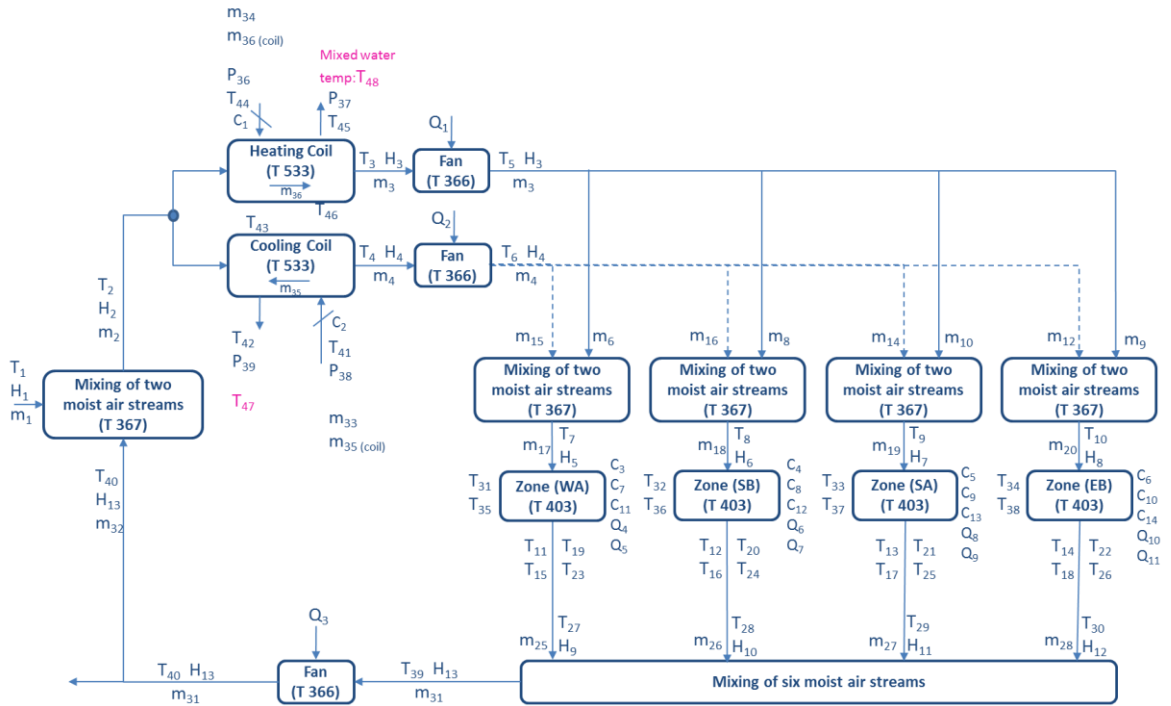 m34
m36 (coil)
Mixed water
temp:T48
P36
T44
C1
P37
T45
Heating Coil
(T 533)
m36
T46
T3 H3
m3
Q1
Fan
(T 366)
T5 H3
m3
T43
Cooling Coil
(T 533)
m35
T4 H4
m4
Q2
Fan
(T 366)
T6 H4
m4
T2
H2
m2
T42
P39
C2
T41
P38
T47
m33
m35 (coil)
T1
H1
m1
Mixing of two
moist air streams
(T 367)
T40
H13
m32
m15
m6
m16
m8
m14
m10
m12
m9
Mixing of two
moist air streams
(T 367)
Mixing of two
moist air streams
(T 367)
Mixing of two
moist air streams
(T 367)
Mixing of two
moist air streams
(T 367)
m17
T7
H5
m18
T8
H6
m19
T9
H7
m20
T10
H8
T31
T35
Zone (WA)
(T 403)
C3
C7
C11
Q4
Q5
T32
T36
Zone (SB)
(T 403)
C4
C8
C12
Q6
Q7
T33
T37
Zone (SA)
(T 403)
C5
C9
C13
Q8
Q9
T34
T38
Zone (EB)
(T 403)
C6
C10
C14
Q10
Q11
T11 T19
T15 T23
T12 T20
T16 T24
T13 T21
T17 T25
T14 T22
T18 T26
m25
T27
H9
m26
T28
H10
m27
T29
H11
m28
T30
H12
Mixing of six moist air streams
T39 H13
m31
Q3
Fan
(T 366)
T40 H13
m31